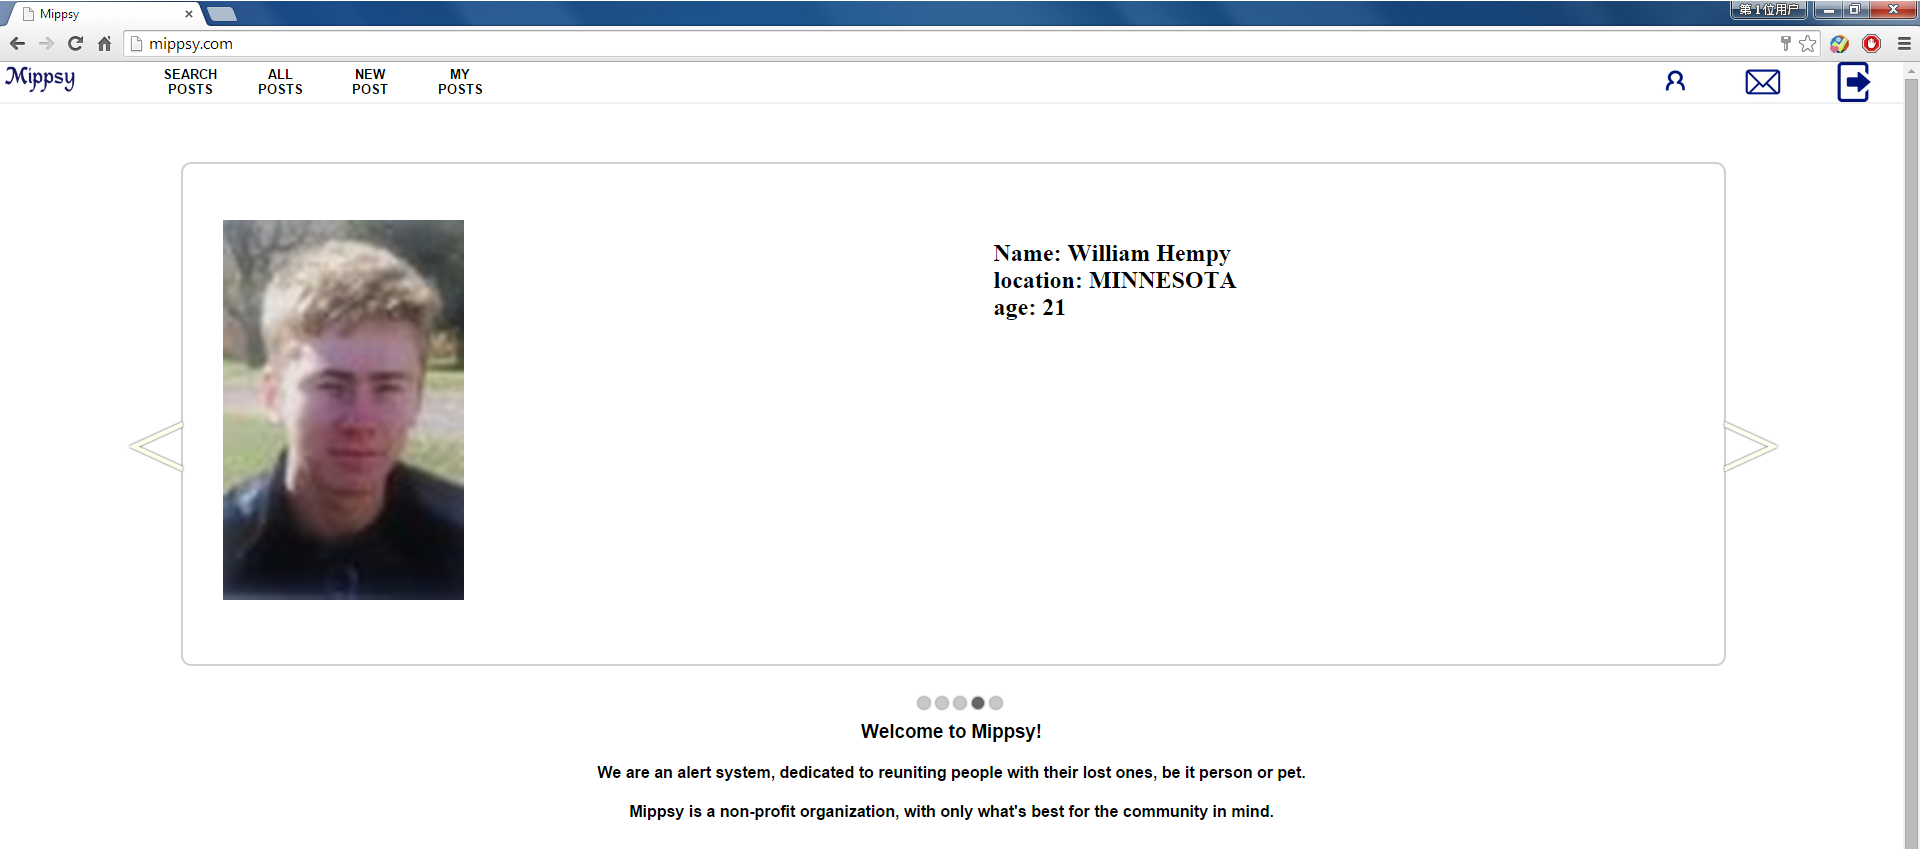 Mippsy
第 1 位用户
mippsy.com
Mippsy
SEARCH
POSTS
ALL
POSTS
NEW
POST
MY
POSTS
Name: William Hempy
location: MINNESOTA
age: 21
Welcome to Mippsy!
We are an alert system, dedicated to reuniting people with their lost ones, be it person or pet.
Mippsy is a non-profit organization, with only what's best for the community in mind.